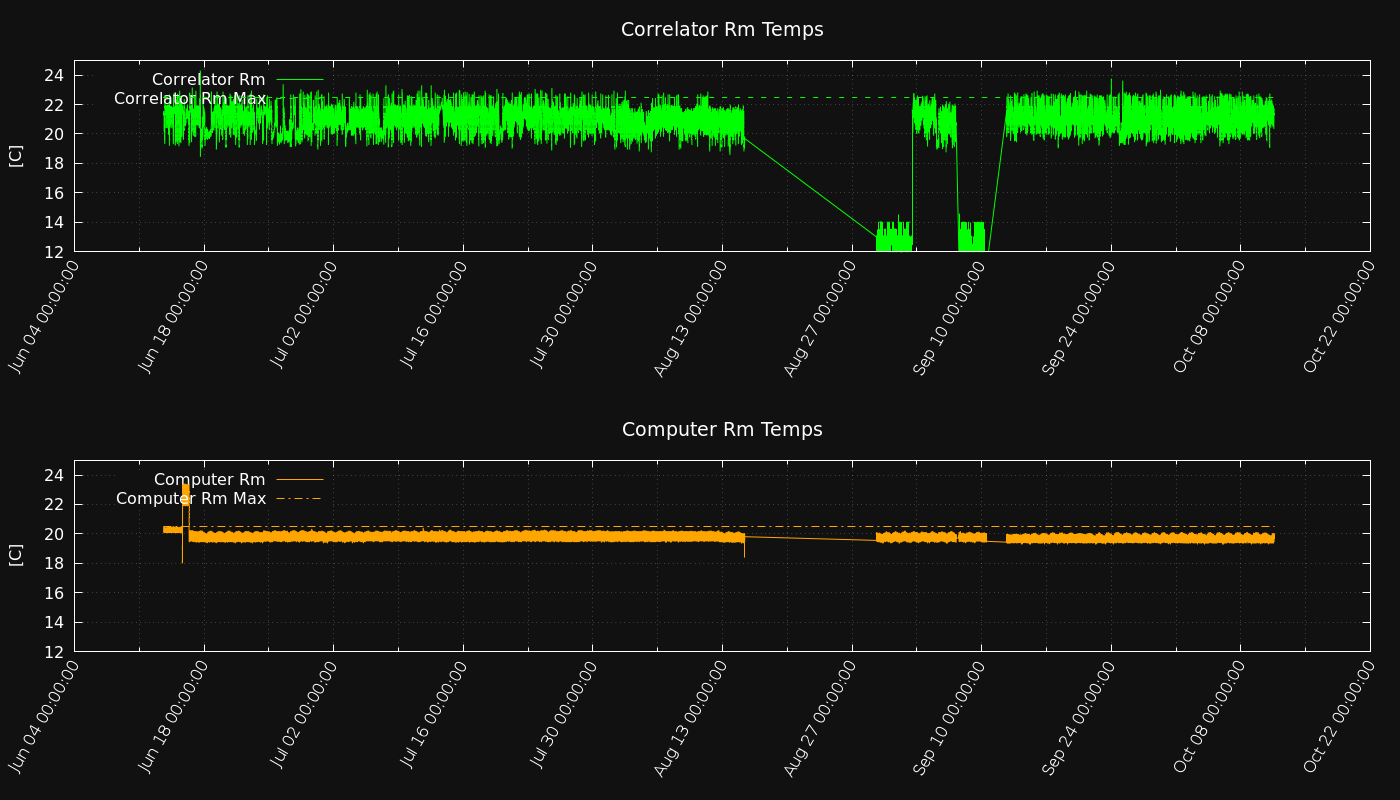 Correlator Rm Temps
Correlator Rm
Correlator Rm Max
24
22
20
18
16
14
12
[C]
Jun 04 00:00:00
Jun 18 00:00:00
Jul 02 00:00:00
Jul 16 00:00:00
Jul 30 00:00:00
Aug 13 00:00:00
Aug 27 00:00:00
Sep 10 00:00:00
Sep 24 00:00:00
Oct 08 00:00:00
Oct 22 00:00:00
Computer Rm Temps
Computer Rm
Computer Rm Max
24
22
20
18
16
14
12
[C]
Jun 04 00:00:00
Jun 18 00:00:00
Jul 02 00:00:00
Jul 16 00:00:00
Jul 30 00:00:00
Aug 13 00:00:00
Aug 27 00:00:00
Sep 10 00:00:00
Sep 24 00:00:00
Oct 08 00:00:00
Oct 22 00:00:00